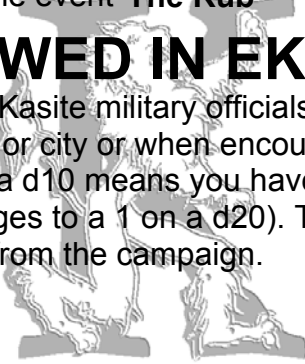 ne event The Rub
WED IN EK
Kasite military officials
or city or when encou
a d10 means you have
ges to a 1 on a d20). T
rom the campaign.